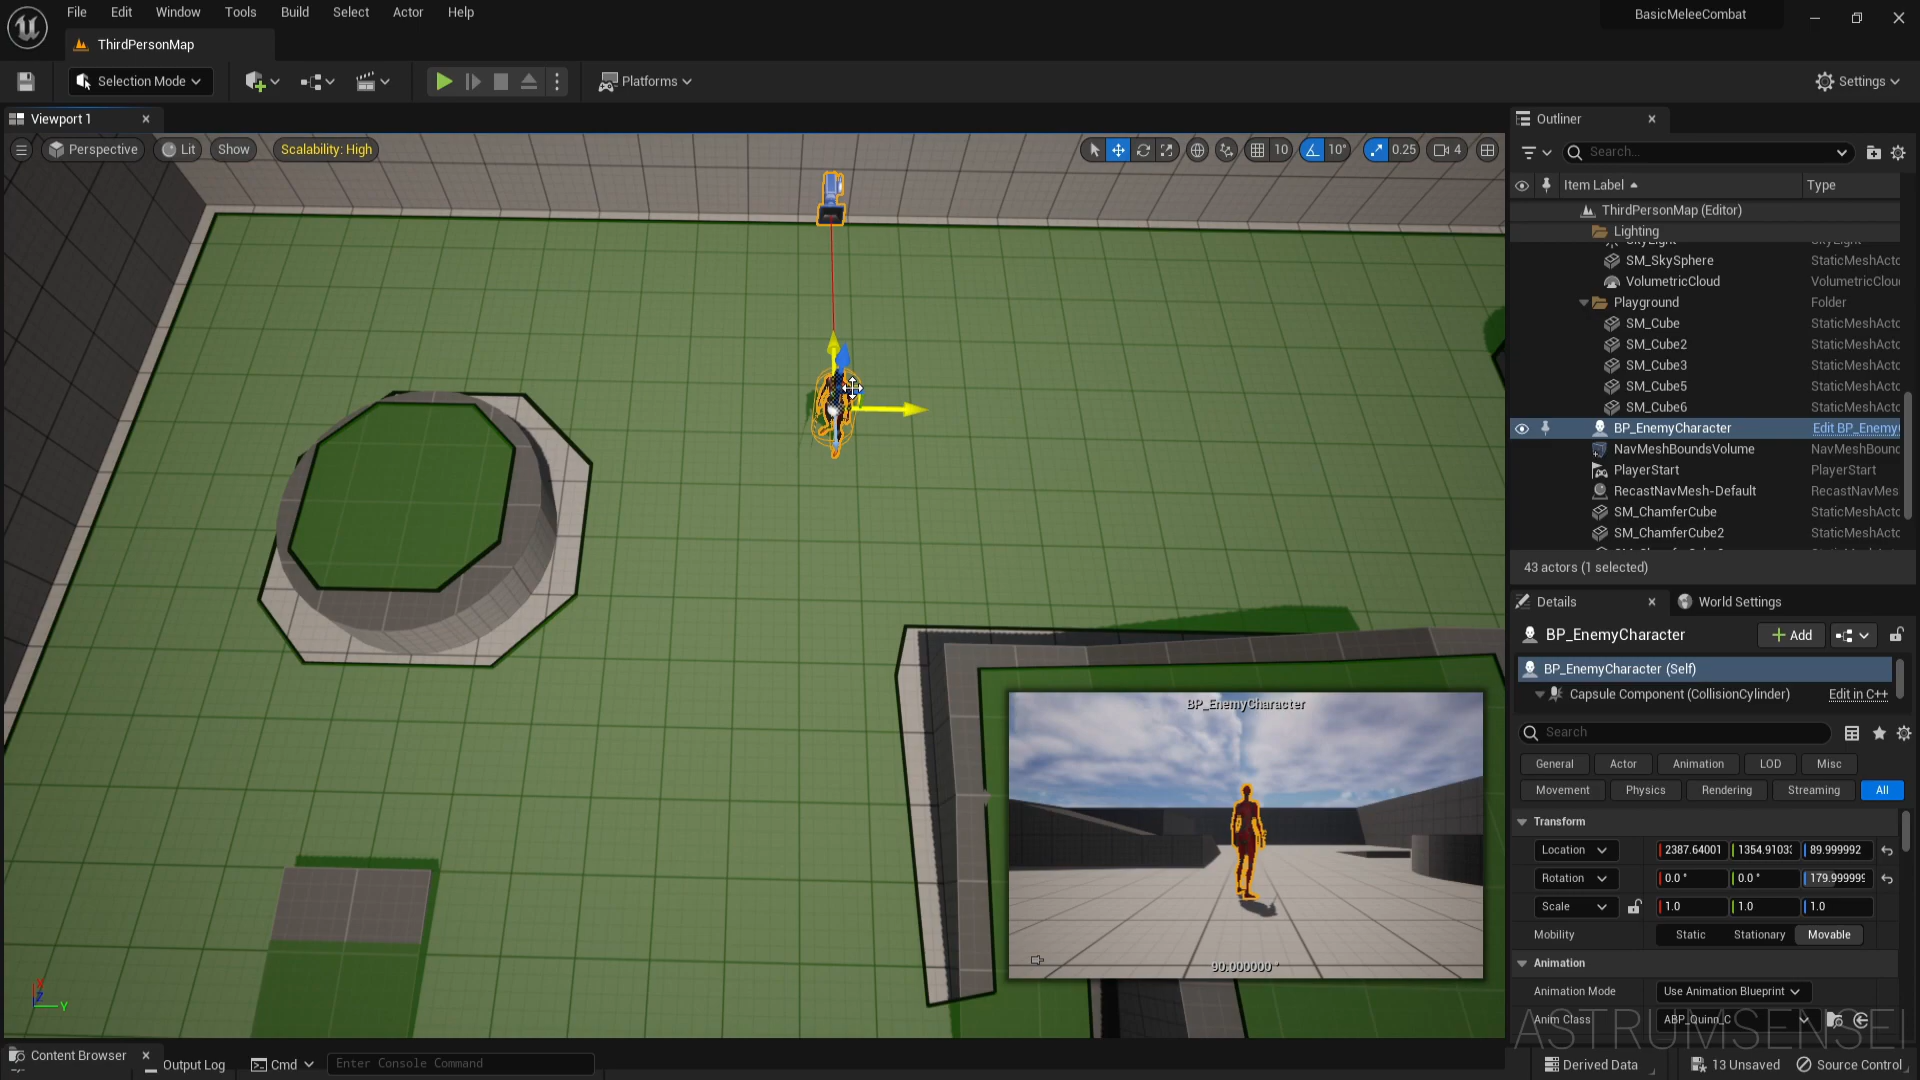 File Edit Window Tools Build Select Actor Help
BasicMeleeCombat
ThirdPersonMap
Selection Mode
Platforms
Settings
Viewport 1
Perspective Lit Show Scalability: High
10 10° 0.25 4
Outliner
Search...
Item Label Type
ThirdPersonMap (Editor)
Lighting
SM_SkySphere StaticMeshActo
VolumetricCloud VolumetricClou
Playground Folder
SM_Cube StaticMeshActo
SM_Cube2 StaticMeshActo
SM_Cube3 StaticMeshActo
SM_Cube5 StaticMeshActo
SM_Cube6 StaticMeshActo
BP_EnemyCharacter Edit BP_Enemy
NavMeshBoundsVolume NavMeshBound
PlayerStart PlayerStart
RecastNavMesh-Default RecastNavMes
SM_ChamferCube StaticMeshActo
SM_ChamferCube2 StaticMeshActo
43 actors (1 selected)
Details World Settings
BP_EnemyCharacter Add
BP_EnemyCharacter (Self)
Capsule Component (CollisionCylinder) Edit in C++
Search
General Actor Animation LOD Misc
Movement Physics Rendering Streaming All
Transform
Location 2387.64001 1354.9103 89.999992
Rotation 0.0 ° 0.0 ° 179.999999
Scale 1.0 1.0 1.0
Mobility Static Stationary Movable
Animation
Animation Mode Use Animation Blueprint
Anim Class ABP_Quinn_C
ASTRUMSENSEI
BP_EnemyCharacter
90.000000 °
X
Z
Y
Content Browser Output Log Cmd Enter Console Command
Derived Data 13 Unsaved Source Control